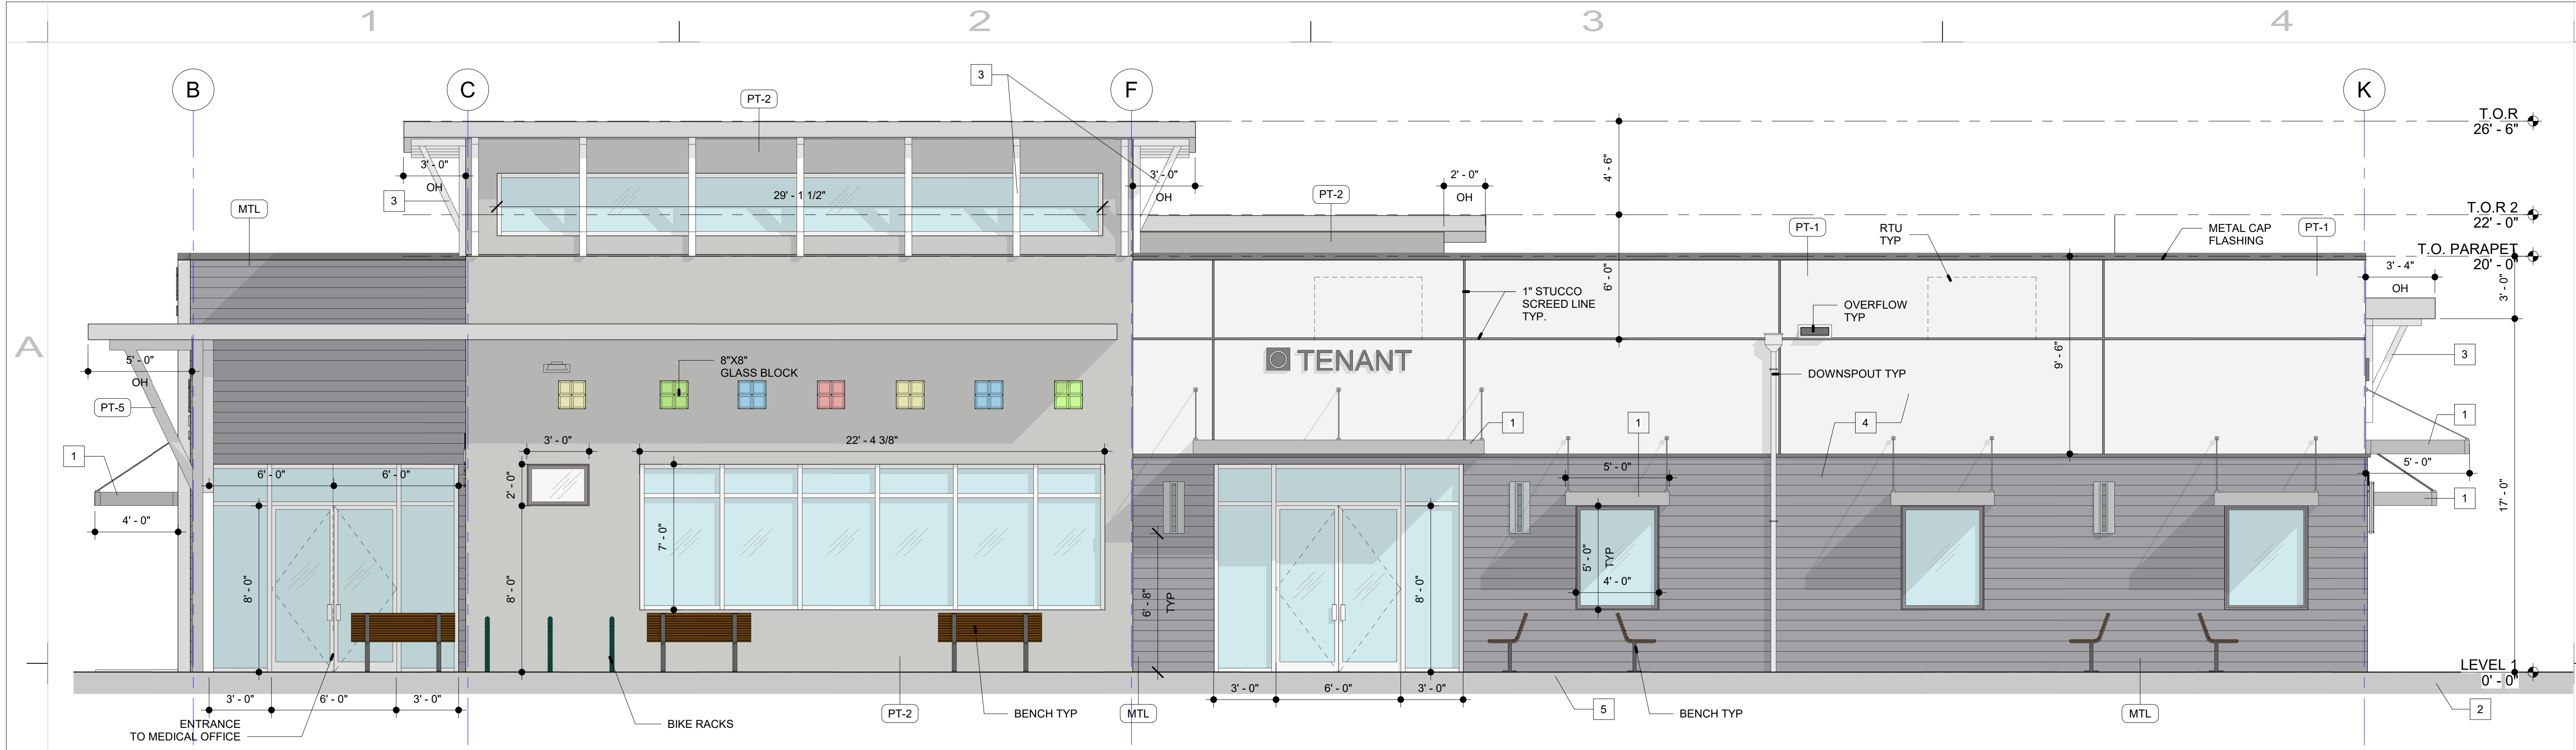 1
2
3
4
A
B
C
F
K
3
PT-2
T.O.R
26' - 6"
4' - 6"
3' - 0"
OH
3
29' - 1 1/2"
3' - 0"
OH
2' - 0"
OH
PT-2
MTL
T.O.R 2
22' - 0"
PT-1
RTU
TYP
METAL CAP
FLASHING
PT-1
T.O. PARAPET
20' - 0"
3' - 4"
OH
3' - 0"
6' - 0"
1" STUCCO
SCREED LINE
TYP.
OVERFLOW
TYP
5' - 0"
OH
8"X8"
GLASS BLOCK
TENANT
9' - 6"
3
DOWNSPOUT TYP
PT-5
1
3' - 0"
22' - 4 3/8"
1
1
4
1
5' - 0"
6' - 0"
6' - 0"
2' - 0"
5' - 0"
1
1
4' - 0"
17' - 0"
7' - 0"
5' - 0"
TYP
4' - 0"
8' - 0"
8' - 0"
6' - 8"
TYP
8' - 0"
LEVEL 1
0' - 0"
3' - 0"
6' - 0"
3' - 0"
3' - 0"
6' - 0"
3' - 0"
ENTRANCE
TO MEDICAL OFFICE
BIKE RACKS
PT-2
BENCH TYP
MTL
5
BENCH TYP
MTL
2